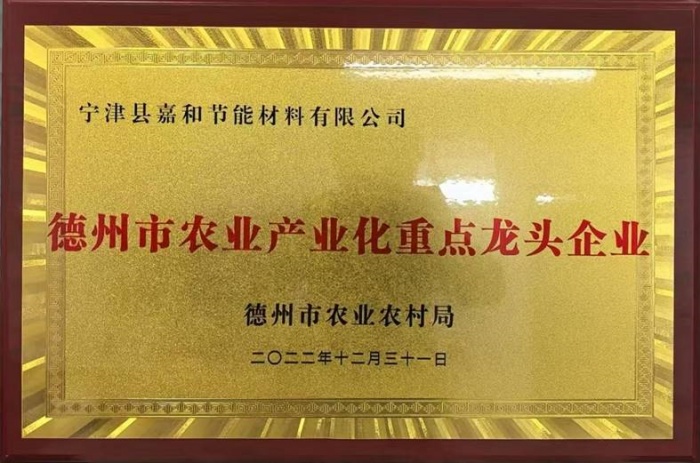 宁津县嘉和节能材料有限公司
德州市农业产业化重点龙头企业
德州市农业农村局
二〇二二年十二月三十一日